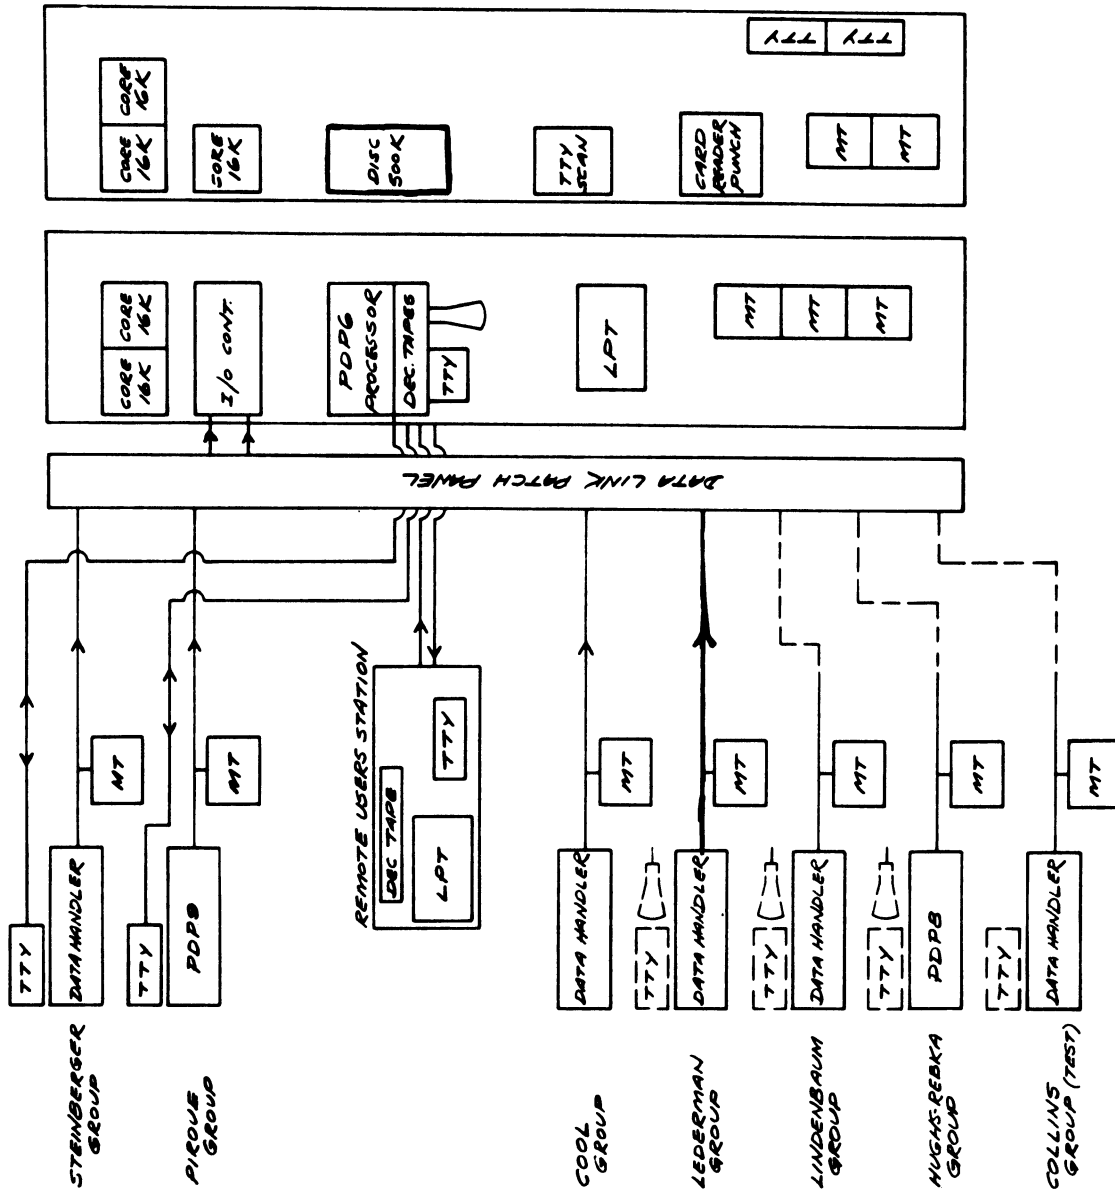 COLLINS
GROUP (TEST)
HUGHS-REBKA
GROUP
LINDENBAUM
GROUP
LEDERMAN
GROUP
COOL
GROUP
PIROUE
GROUP
STEINBERGER
GROUP
TTY
DATA HANDLER
MT
TTY
PDP8
MT
TTY
DATA HANDLER
MT
TTY
DATA HANDLER
MT
DATA HANDLER
MT
REMOTE USERS STATION
DEC TAPE
LPT
TTY
TTY
PDP8
MT
TTY
DATA HANDLER
MT
DATA LINK PATCH PANEL
MT
MT
MT
LPT
PDP6
PROCESSOR
DEC. TAPES
TTY
I/O CONT.
CORE
16K
CORE
16K
MT
MT
TTY
TTY
CARD
READER
PUNCH
TTY
SCAN
DISC
500K
CORE
16K
CORE
16K
CORE
16K